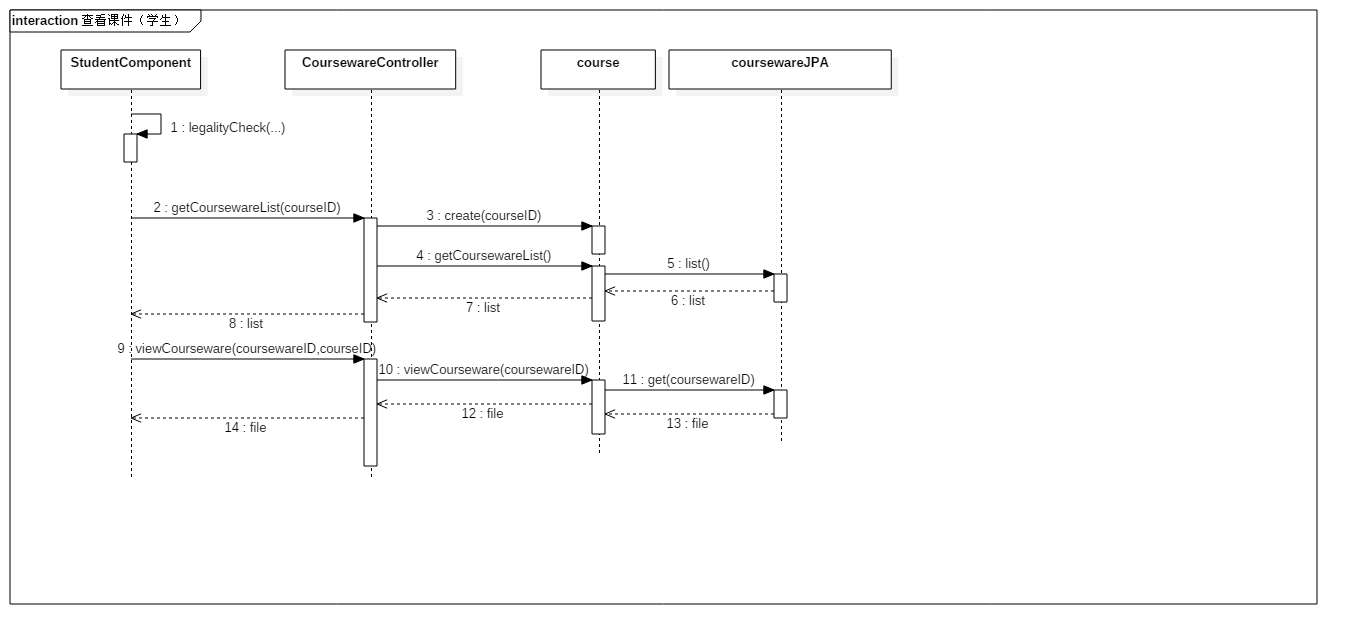 interaction 查看课件（学生）
StudentComponent
CoursewareController
course
coursewareJPA
1 : legalityCheck(...)
2 : getCoursewareList(courseID)
3 : create(courseID)
4 : getCoursewareList()
5 : list()
6 : list
7 : list
8 : list
9 : viewCourseware(coursewareID,courseID)
10 : viewCourseware(coursewareID)
11 : get(coursewareID)
12 : file
13 : file
14 : file